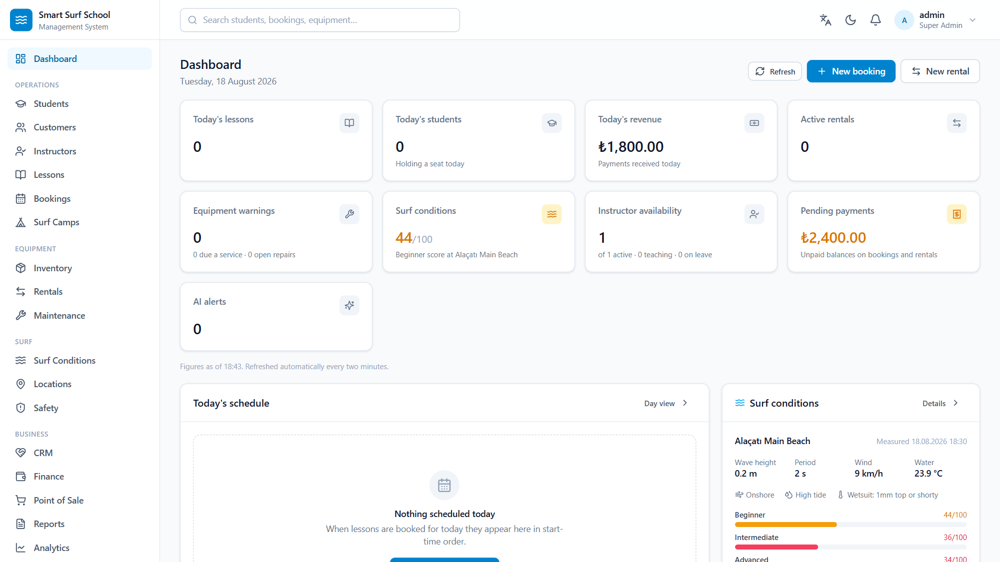 Smart Surf School
Management System
Search students, bookings, equipment...
A
admin
Super Admin
Dashboard
OPERATIONS
Students
Customers
Instructors
Lessons
Bookings
Surf Camps
EQUIPMENT
Inventory
Rentals
Maintenance
SURF
Surf Conditions
Locations
Safety
BUSINESS
CRM
Finance
Point of Sale
Reports
Analytics
Dashboard
Tuesday, 18 August 2026
Refresh
New booking
New rental
Today's lessons
0
Today's students
0
Holding a seat today
Today's revenue
₺1,800.00
Payments received today
Active rentals
0
Equipment warnings
0
0 due a service · 0 open repairs
Surf conditions
44/100
Beginner score at Alaçatı Main Beach
Instructor availability
1
of 1 active · 0 teaching · 0 on leave
Pending payments
₺2,400.00
Unpaid balances on bookings and rentals
AI alerts
0
Figures as of 18:43. Refreshed automatically every two minutes.
Today's schedule
Day view
Nothing scheduled today
When lessons are booked for today they appear here in start-
time order.
Surf conditions
Details
Alaçatı Main Beach
Measured 18.08.2026 18:30
Wave height Period Wind Water
0.2 m 2 s 9 km/h 23.9 °C
Onshore High tide Wetsuit: 1mm top or shorty
Beginner 44/100
Intermediate 36/100
Advanced 34/100